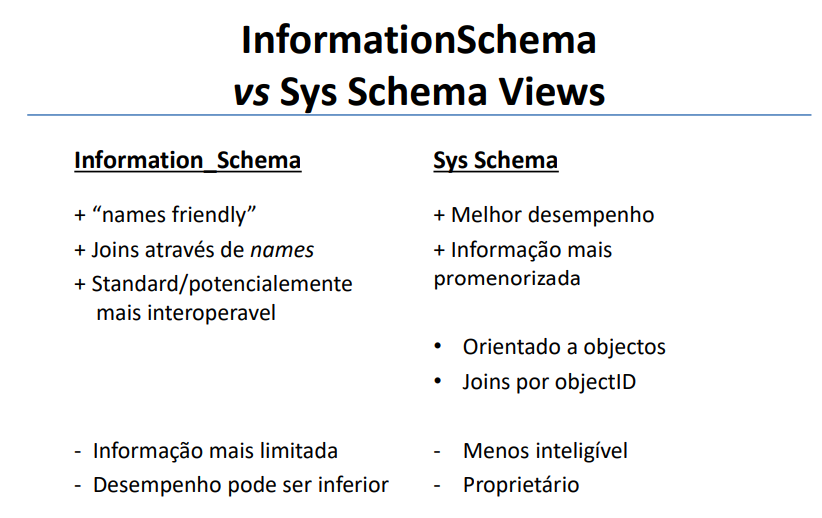 InformationSchema
vs Sys Schema Views
Information_Schema
+ “names friendly”
+ Joins através de names
+ Standard/potencialemente
mais interoperavel
- Informação mais limitada
- Desempenho pode ser inferior
Sys Schema
+ Melhor desempenho
+ Informação mais
promenorizada
• Orientado a objectos
• Joins por objectID
- Menos inteligível
- Proprietário